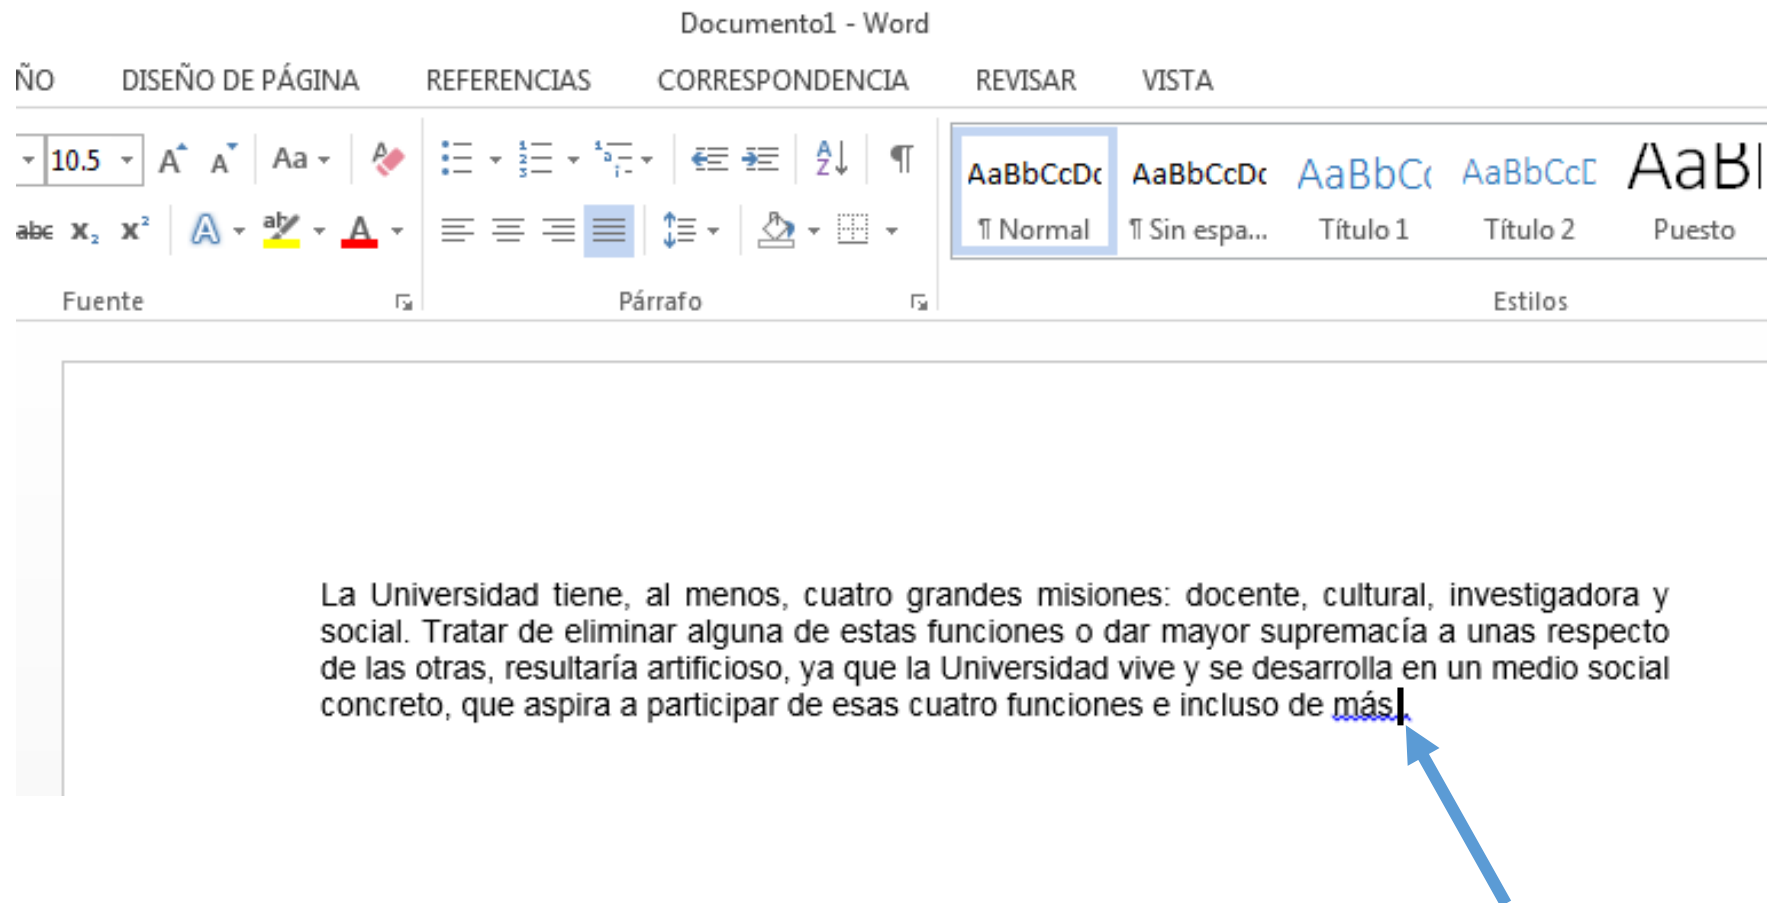 Documento1 - Word
ÑO DISEÑO DE PÁGINA REFERENCIAS CORRESPONDENCIA REVISAR VISTA
10.5 A A Aa AaBbCcDc AaBbCcDc AaBbC AaBbCcD AaB
abc x₂ x² A ab A ¶ Normal ¶ Sin espa... Título 1 Título 2 Puesto
Fuente Párrafo Estilos
La Universidad tiene, al menos, cuatro grandes misiones: docente, cultural, investigadora y
social. Tratar de eliminar alguna de estas funciones o dar mayor supremacía a unas respecto
de las otras, resultaría artificioso, ya que la Universidad vive y se desarrolla en un medio social
concreto, que aspira a participar de esas cuatro funciones e incluso de más.